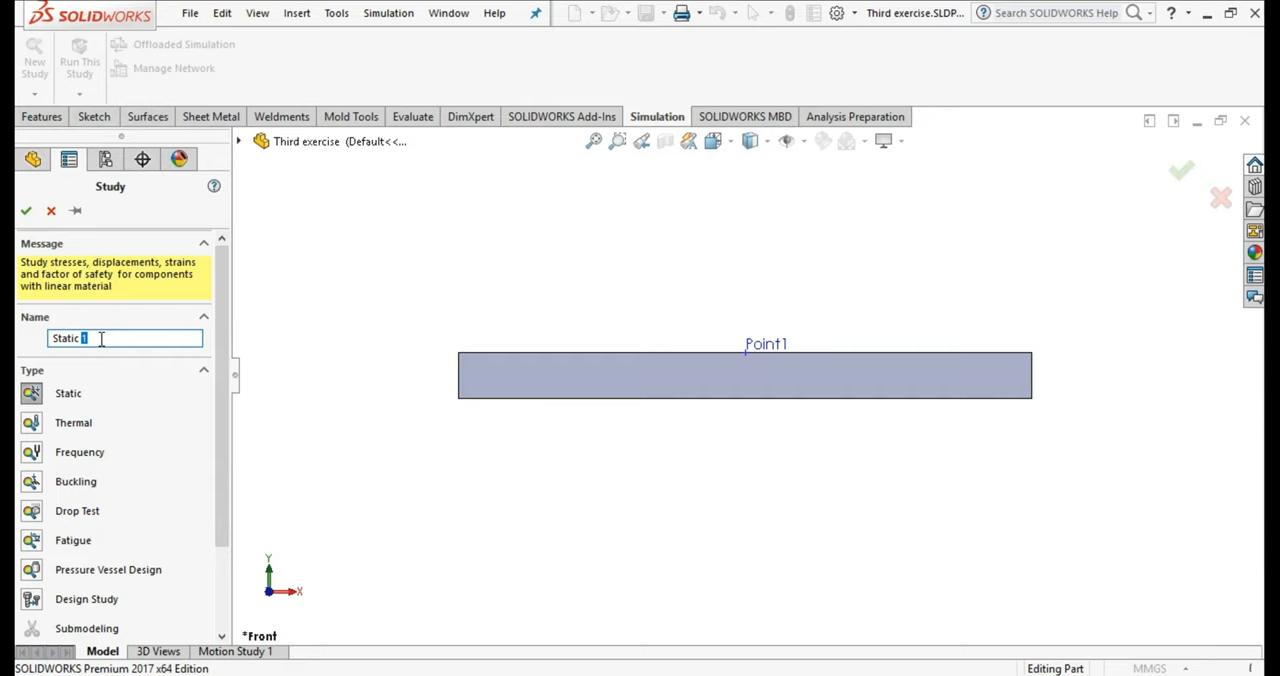 SOLIDWORKS File Edit View Insert Tools Simulation Window Help Third exercise.SLDP... Search SOLIDWORKS Help ?
New Study
Run This Study
Offloaded Simulation
Manage Network
Features Sketch Surfaces Sheet Metal Weldments Mold Tools Evaluate DimXpert SOLIDWORKS Add-Ins Simulation SOLIDWORKS MBD Analysis Preparation
Third exercise (Default<<...
Study
Message
Study stresses, displacements, strains
and factor of safety for components
with linear material
Name
Static 1
Type
Static
Thermal
Frequency
Buckling
Drop Test
Fatigue
Pressure Vessel Design
Design Study
Submodeling
Point1
Y
X
*Front
Model 3D Views Motion Study 1
SOLIDWORKS Premium 2017 x64 Edition Editing Part MMGS